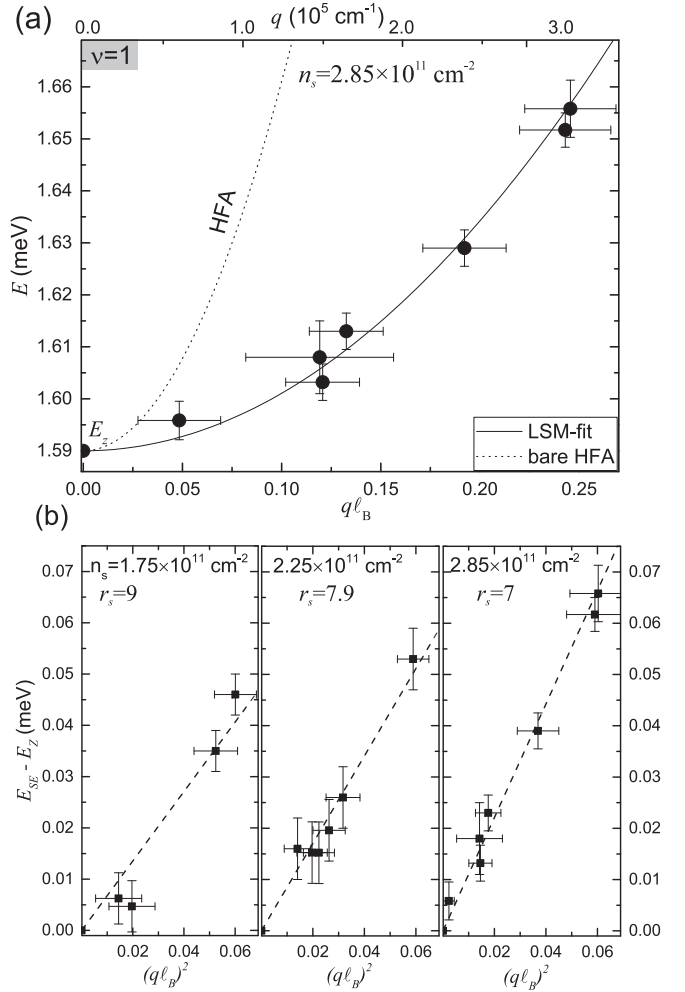 (a)
q (10⁵ cm⁻¹)
0.0 0.6 1.2 1.8 2.4 3.0
ν=1
n_s=2.85×10¹¹ cm⁻²
HFA
E (meV)
1.66
1.65
1.64
1.63
1.62
1.61
1.60
1.59
E_z
LSM-fit
bare HFA
0.00 0.05 0.10 0.15 0.20 0.25
qℓ_B
(b)
n_s=1.75×10¹¹ cm⁻² 2.25×10¹¹ cm⁻² 2.85×10¹¹ cm⁻²
r_s=9 r_s=7.9 r_s=7
E_SE - E_Z (meV)
0.07 0.07
0.06 0.06
0.05 0.05
0.04 0.04
0.03 0.03
0.02 0.02
0.01 0.01
0.00 0.00
0.02 0.04 0.06 0.02 0.04 0.06 0.02 0.04 0.06
(qℓ_B)² (qℓ_B)² (qℓ_B)²